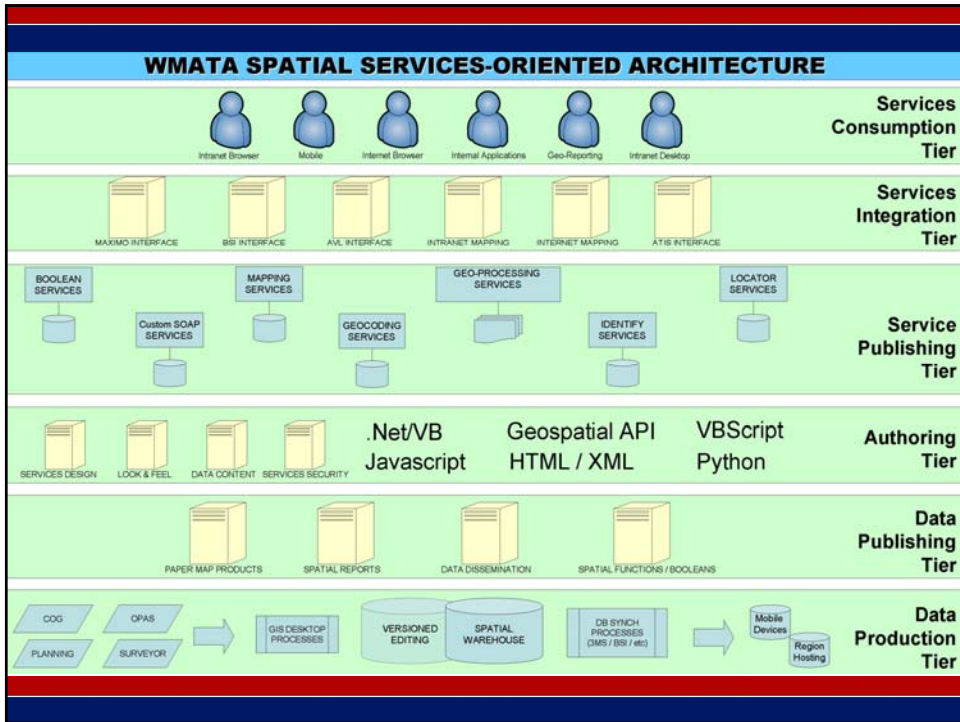 WMATA SPATIAL SERVICES-ORIENTED ARCHITECTURE
Services
Consumption
Tier
Intranet Browser
Mobile
Internet Browser
Internal Applications
Geo-Reporting
Intranet Desktop
Services
Integration
Tier
MAXIMO INTERFACE
BSI INTERFACE
AVL INTERFACE
INTRANET MAPPING
INTERNET MAPPING
ATIS INTERFACE
Service
Publishing
Tier
BOOLEAN
SERVICES
Custom SOAP
SERVICES
MAPPING
SERVICES
GEOCODING
SERVICES
GEO-PROCESSING
SERVICES
IDENTIFY
SERVICES
LOCATOR
SERVICES
Authoring
Tier
SERVICES DESIGN
LOOK & FEEL
DATA CONTENT
SERVICES SECURITY
.Net/VB
Geospatial API
VBScript
Javascript
HTML / XML
Python
Data
Publishing
Tier
PAPER MAP PRODUCTS
SPATIAL REPORTS
DATA DISSEMINATION
SPATIAL FUNCTIONS / BOOLEANS
Data
Production
Tier
COG
OPAS
PLANNING
SURVEYOR
GIS DESKTOP
PROCESSES
VERSIONED
EDITING
SPATIAL
WAREHOUSE
DB SYNCH
PROCESSES
(3MS / BSI / etc)
Mobile
Devices
Region
Hosting